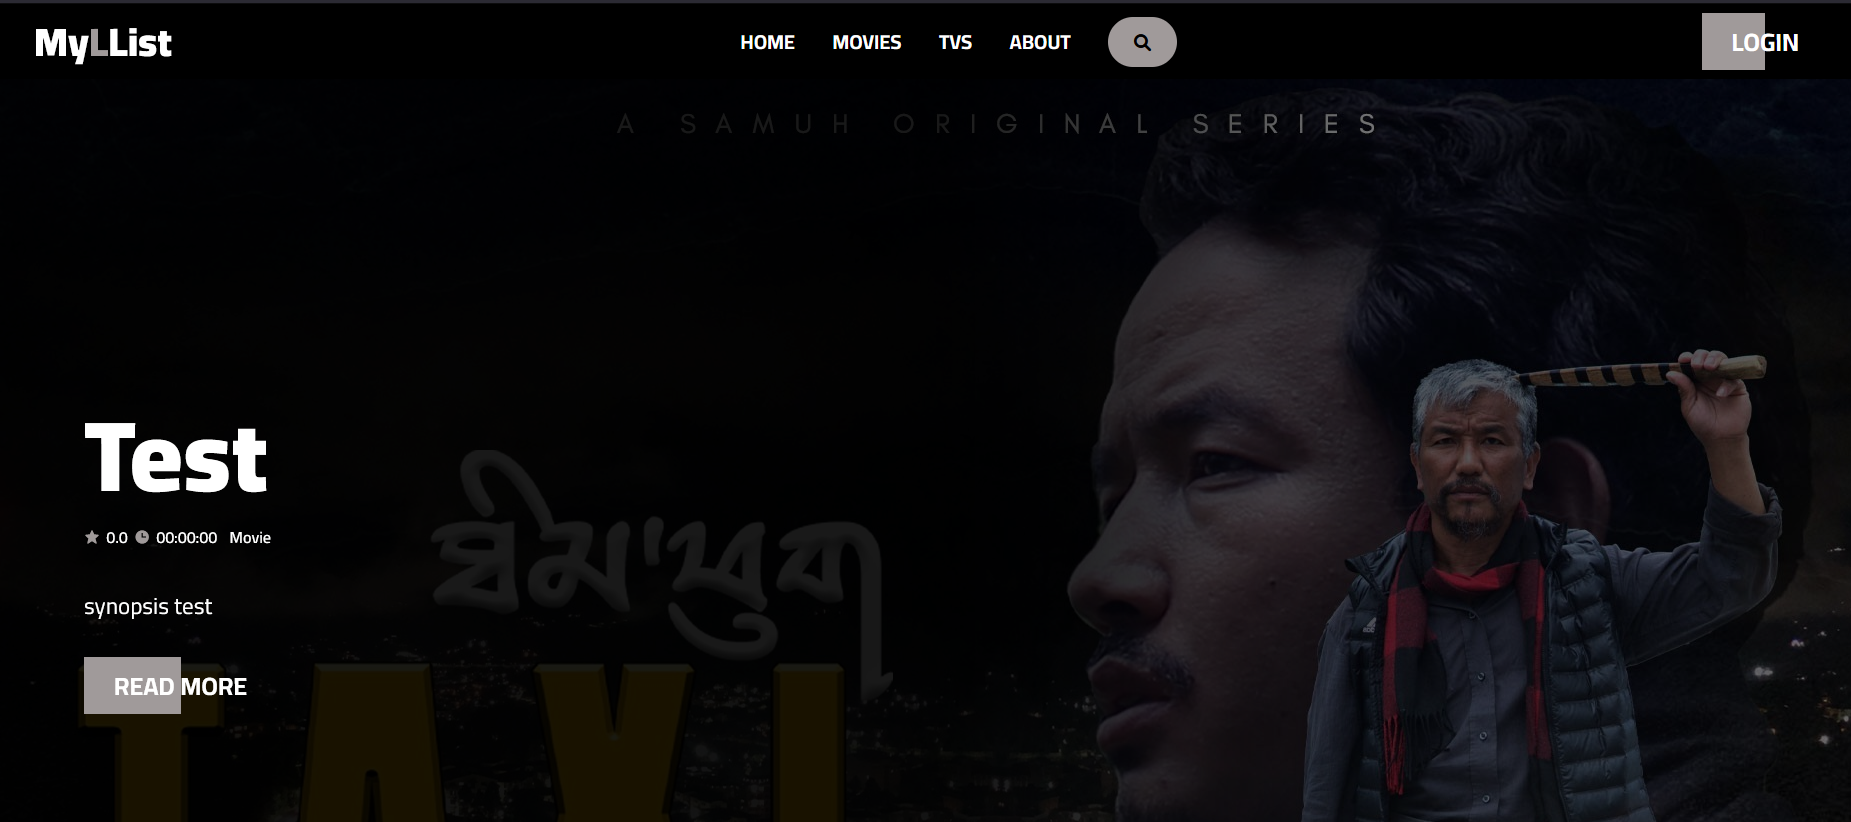 MyLList
HOME MOVIES TVS ABOUT
LOGIN
A SAMUH ORIGINAL SERIES
Test
0.0 00:00:00 Movie
synopsis test
READ MORE
TAXI